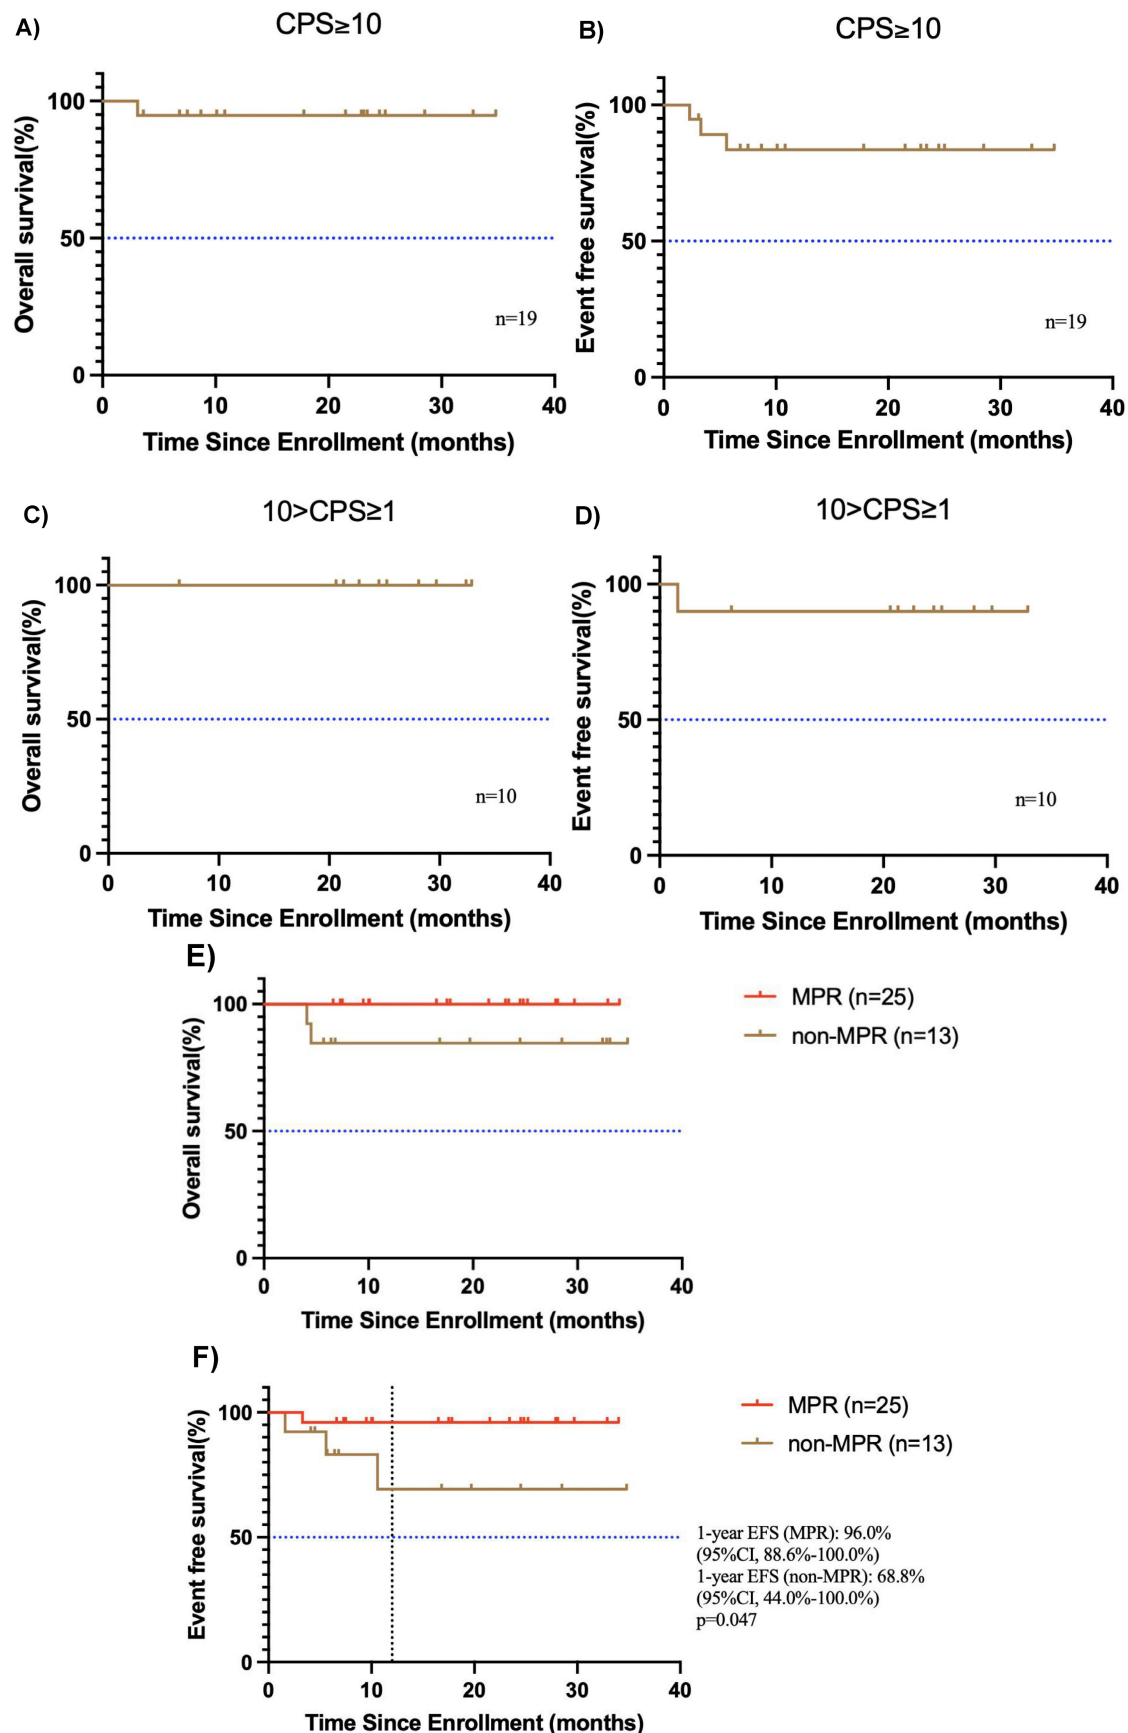 A)
CPS≥10
Overall survival(%)
100
50
0
n=19
0 10 20 30 40
Time Since Enrollment (months)
B)
CPS≥10
Event free survival(%)
100
50
0
n=19
0 10 20 30 40
Time Since Enrollment (months)
C)
10>CPS≥1
Overall survival(%)
100
50
0
n=10
0 10 20 30 40
Time Since Enrollment (months)
D)
10>CPS≥1
Event free survival(%)
100
50
0
n=10
0 10 20 30 40
Time Since Enrollment (months)
E)
Overall survival(%)
100
50
0
0 10 20 30 40
Time Since Enrollment (months)
MPR (n=25)
non-MPR (n=13)
F)
Event free survival(%)
100
50
0
0 10 20 30 40
Time Since Enrollment (months)
MPR (n=25)
non-MPR (n=13)
1-year EFS (MPR): 96.0%
(95%CI, 88.6%-100.0%)
1-year EFS (non-MPR): 68.8%
(95%CI, 44.0%-100.0%)
p=0.047